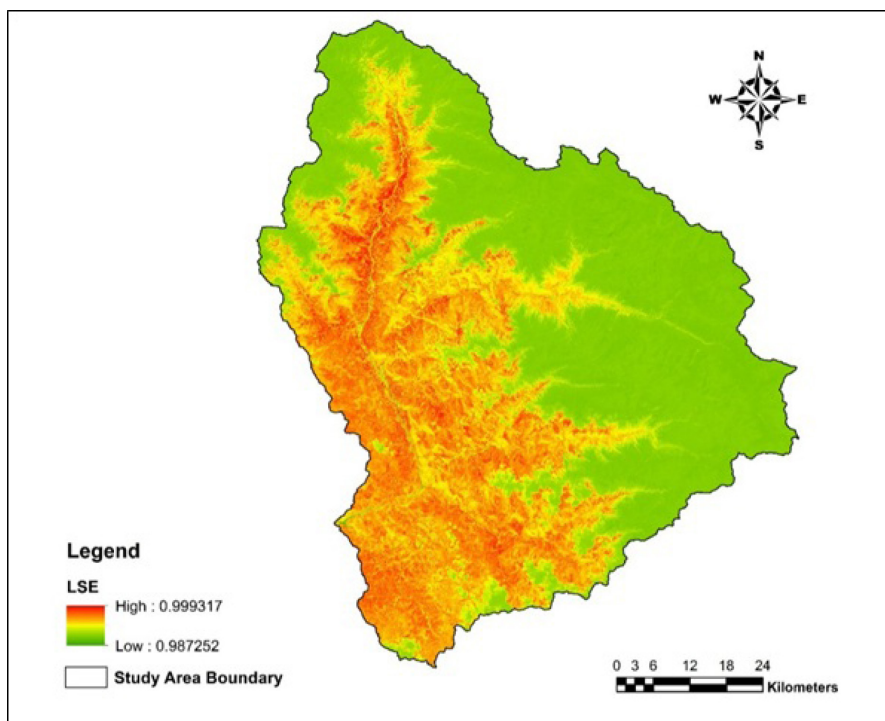 N
W E
S
Legend
LSE
High : 0.999317
Low : 0.987252
Study Area Boundary
0 3 6 12 18 24
Kilometers